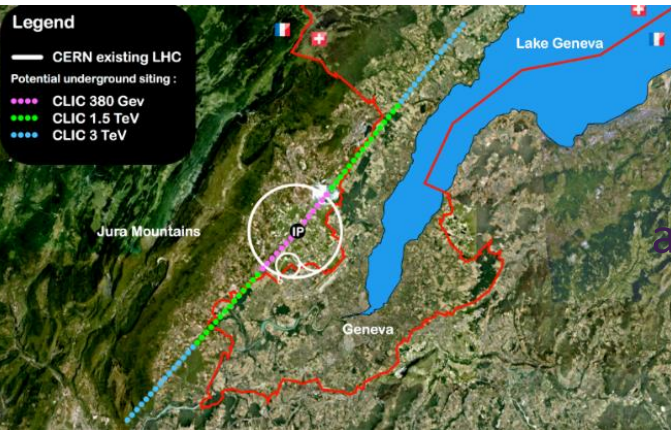 Legend
CERN existing LHC
Potential underground siting :
CLIC 380 Gev
CLIC 1.5 TeV
CLIC 3 TeV
Lake Geneva
Jura Mountains
IP
Geneva
a